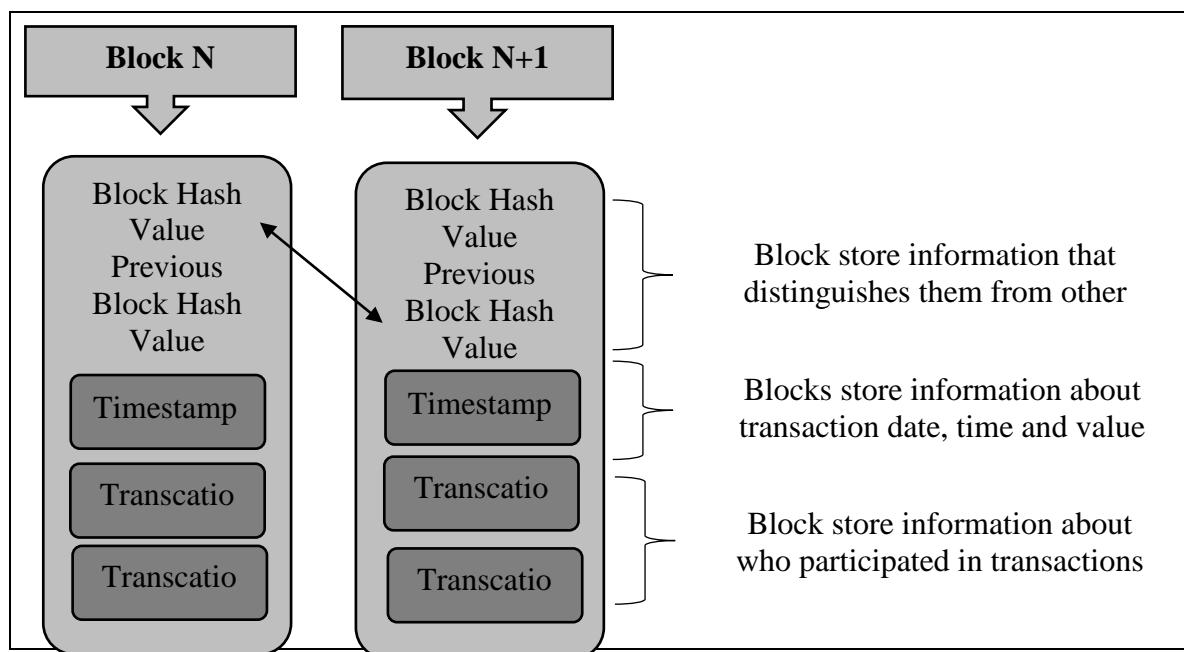 Block N
Block N+1
Block Hash
Value
Previous
Block Hash
Value
Timestamp
Transcatio
Transcatio
Block Hash
Value
Previous
Block Hash
Value
Timestamp
Transcatio
Transcatio
Block store information that
distinguishes them from other
Blocks store information about
transaction date, time and value
Block store information about
who participated in transactions